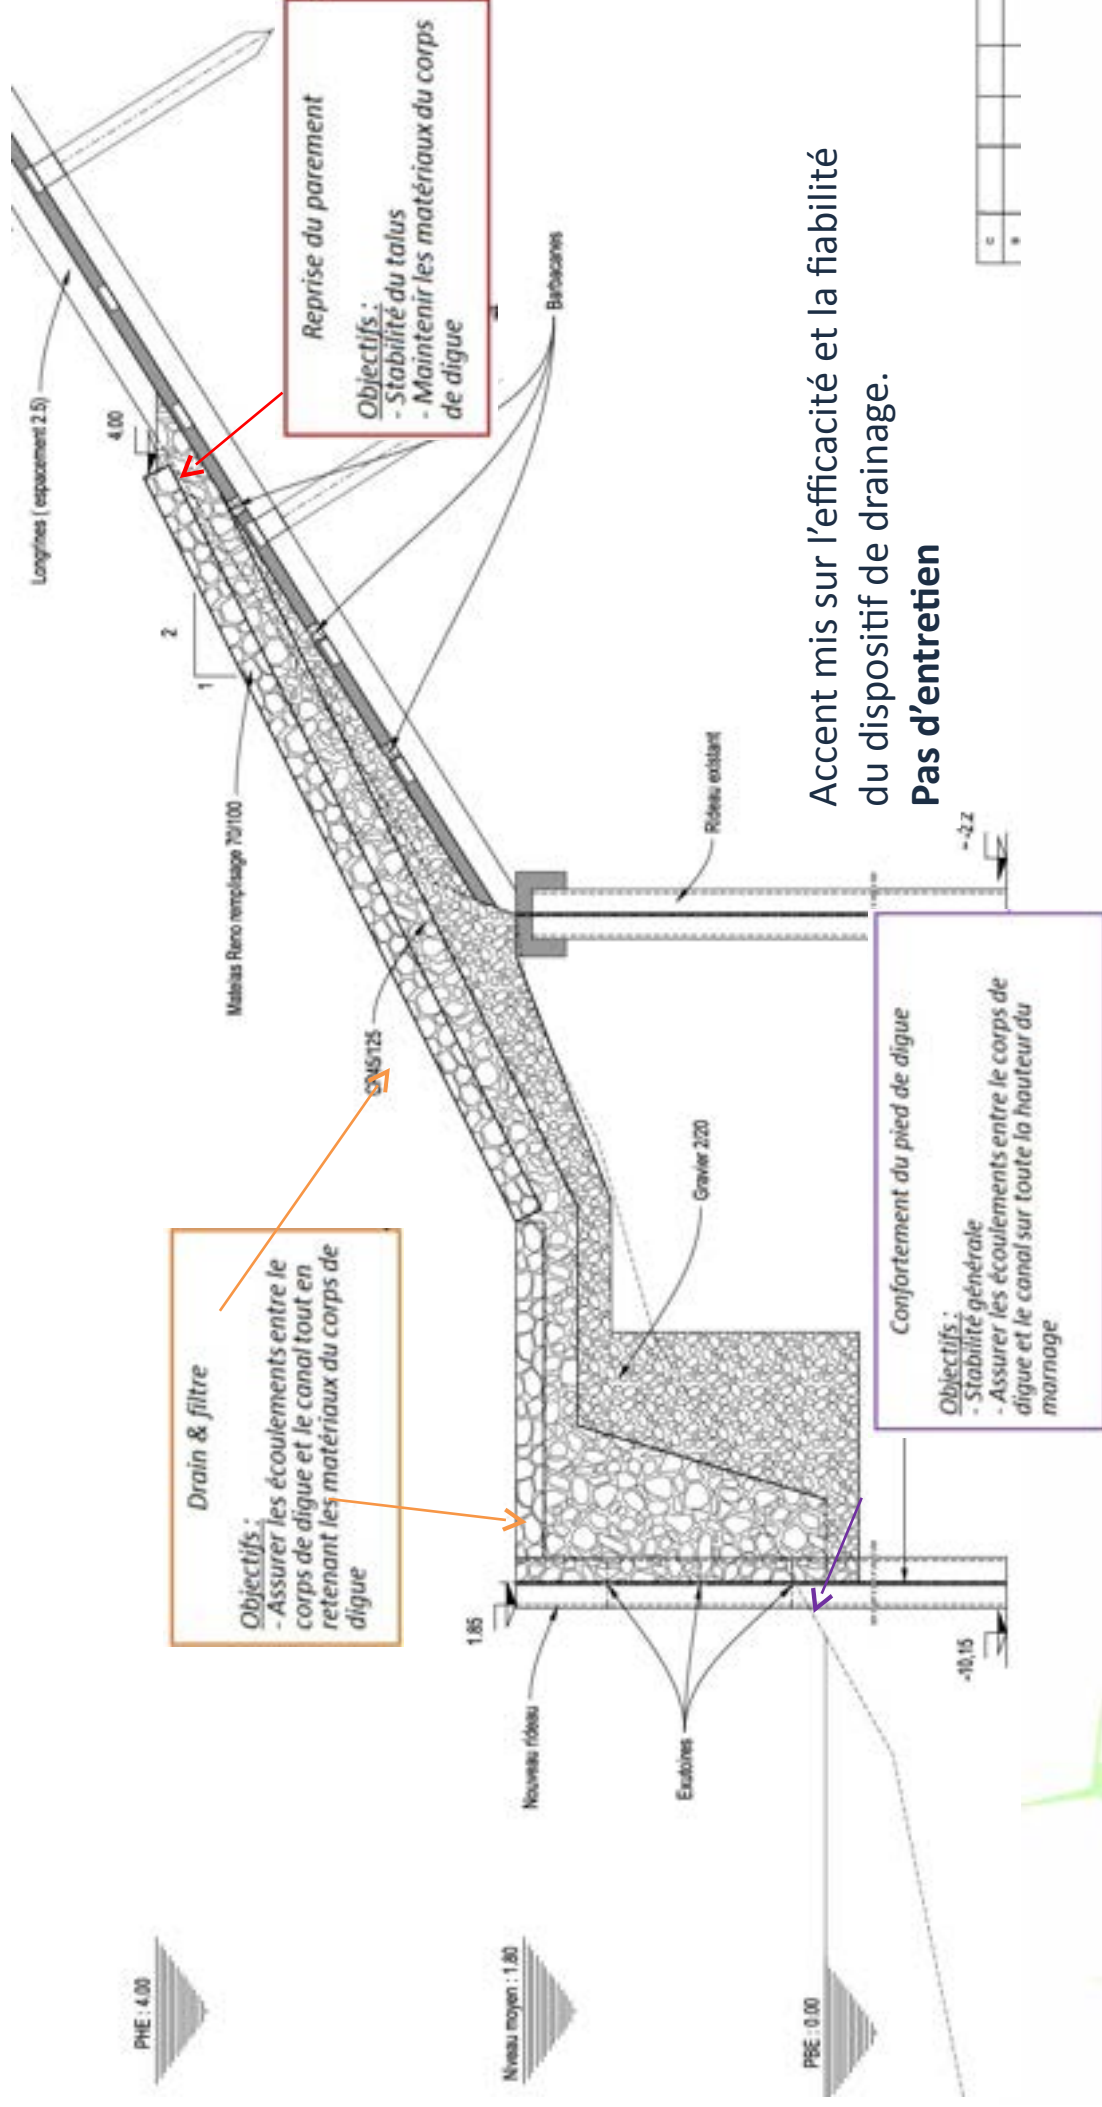 PHE : 4.00
Niveau moyen : 1.80
PBE : 0.00
Drain & filtre
Objectifs :
- Assurer les écoulements entre le
corps de digue et le canal tout en
retenant les matériaux du corps de
digue
1.85
Nouveau rideau
Exutoires
-10,15
Longrines ( espacement 2.5)
4.00
2
1
Matelas Reno remplisage 70/100
45/125
Gravier 2/20
Rideau existant
Barbacanes
Reprise du parement
Objectifs :
- Stabilité du talus
- Maintenir les matériaux du corps
de digue
Confortement du pied de digue
Objectifs :
- Stabilité générale
- Assurer les écoulements entre le corps de
digue et le canal sur toute la hauteur du
marnage
Accent mis sur l’efficacité et la fiabilité
du dispositif de drainage.
Pas d’entretien
C